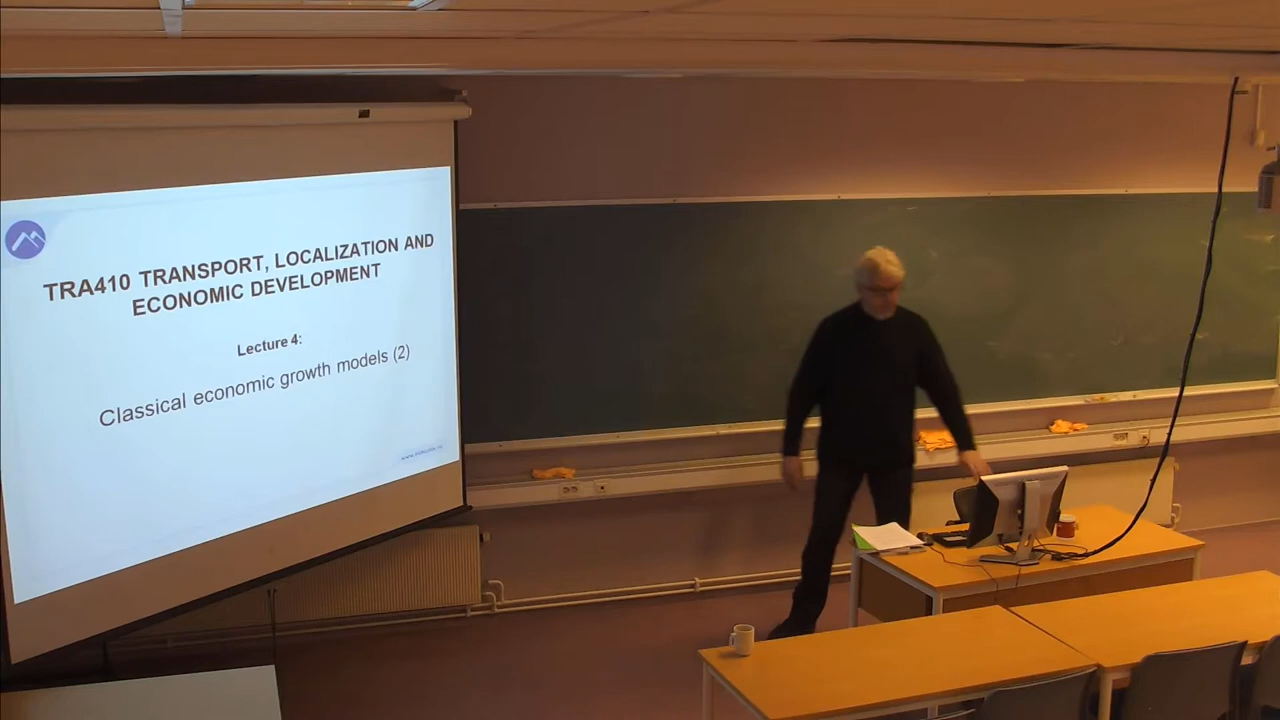 TRA410 TRANSPORT, LOCALIZATION AND
ECONOMIC DEVELOPMENT
Lecture 4:
Classical economic growth models (2)